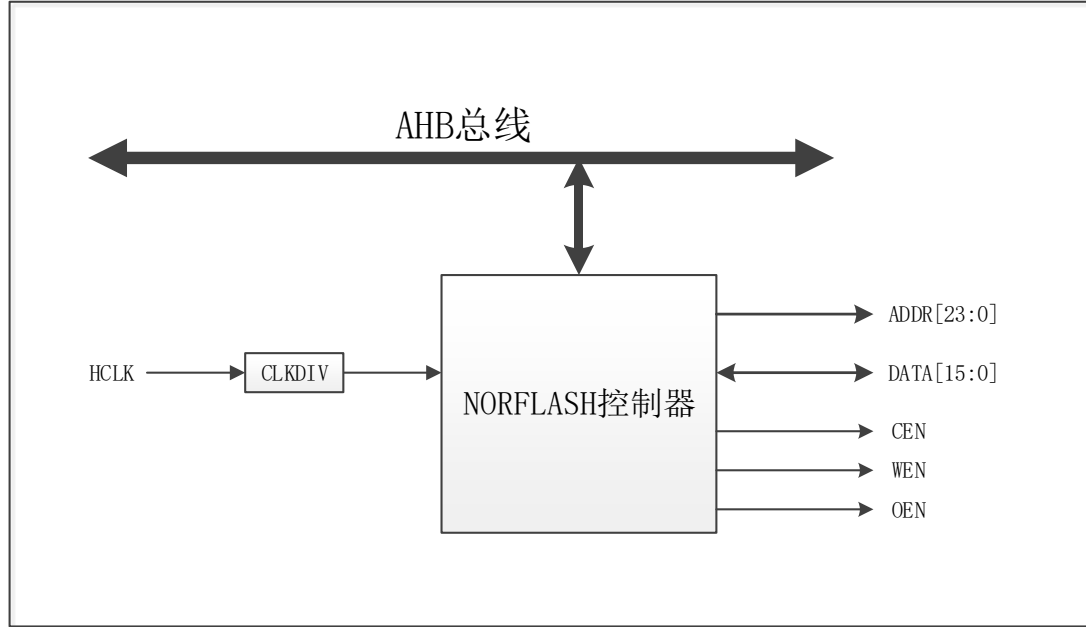 AHB总线
HCLK
CLKDIV
NORFLASH控制器
ADDR[23:0]
DATA[15:0]
CEN
WEN
OEN